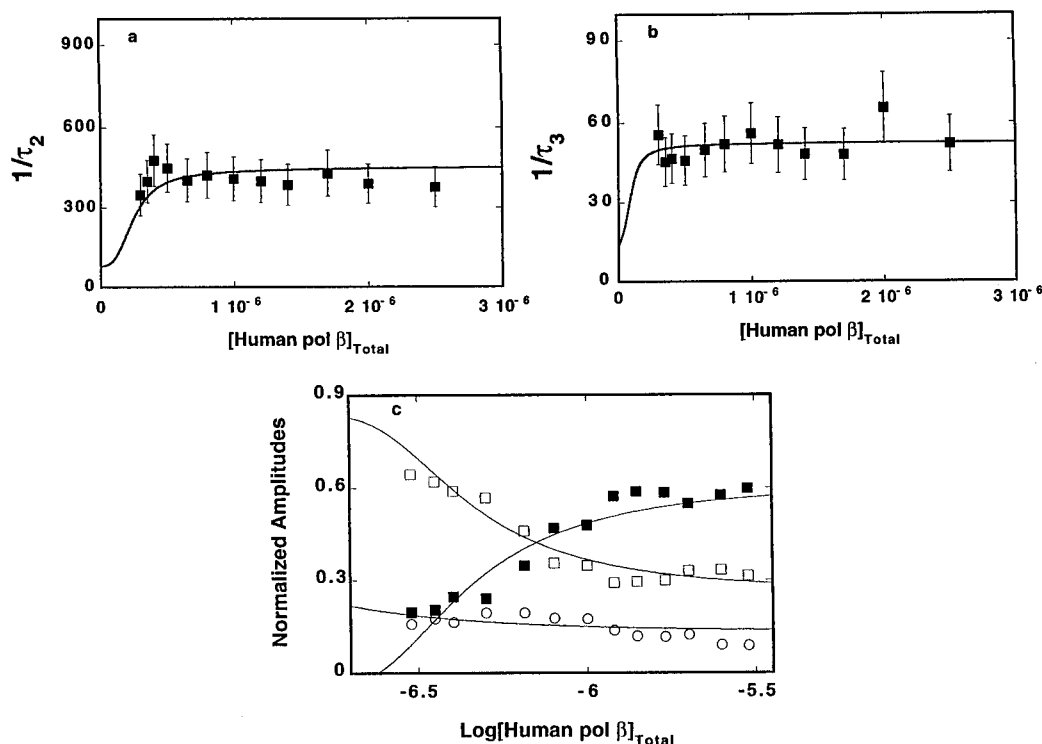 a
900
600
300
0
1/τ2
0
1 10-6
2 10-6
3 10-6
[Human pol β]Total
b
90
60
30
0
1/τ3
0
1 10-6
2 10-6
3 10-6
[Human pol β]Total
c
0.9
0.6
0.3
0
Normalized Amplitudes
-6.5
-6
-5.5
Log[Human pol β]Total